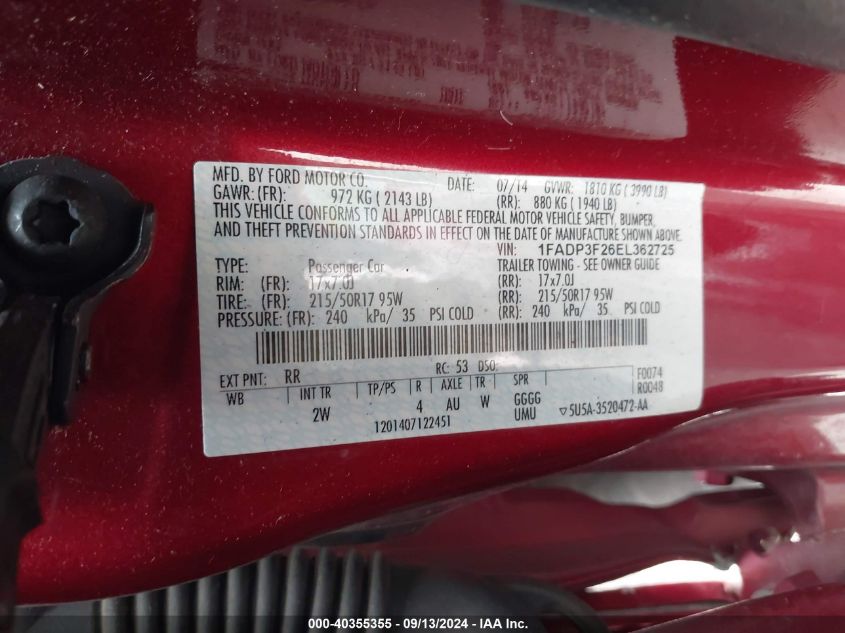 MFD. BY FORD MOTOR CO. DATE: 07/14 GVWR: 1810 KG ( 3990 LB)
GAWR: (FR): 972 KG ( 2143 LB) (RR): 880 KG ( 1940 LB)
THIS VEHICLE CONFORMS TO ALL APPLICABLE FEDERAL MOTOR VEHICLE SAFETY, BUMPER,
AND THEFT PREVENTION STANDARDS IN EFFECT ON THE DATE OF MANUFACTURE SHOWN ABOVE.
VIN: 1FADP3F26EL362725
TYPE: Passenger Car TRAILER TOWING - SEE OWNER GUIDE
RIM: (FR): 17x7.0J (RR): 17x7.0J
TIRE: (FR): 215/50R17 95W (RR): 215/50R17 95W
PRESSURE: (FR): 240 kPa/ 35 PSI COLD (RR): 240 kPa/ 35 PSI COLD
EXT PNT: RR RC: 53 DSO: F0074
R0048
WB INT TR TP/PS R AXLE TR SPR
2W 4 AU W GGGG
UMU
1201407122451 ▽5U5A-3520472-AA
000-40355355 - 09/13/2024 - IAA Inc.